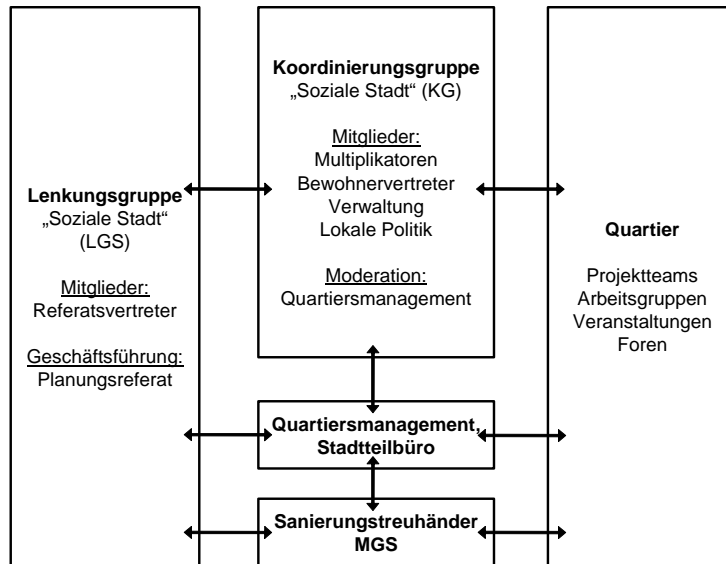 Lenkungsgruppe
„Soziale Stadt“
(LGS)
Mitglieder:
Referatsvertreter
Geschäftsführung:
Planungsreferat
Koordinierungsgruppe
„Soziale Stadt“ (KG)
Mitglieder:
Multiplikatoren
Bewohnervertreter
Verwaltung
Lokale Politik
Moderation:
Quartiersmanagement
Quartiersmanagement,
Stadtteilbüro
Sanierungstreuhänder
MGS
Quartier
Projektteams
Arbeitsgruppen
Veranstaltungen
Foren